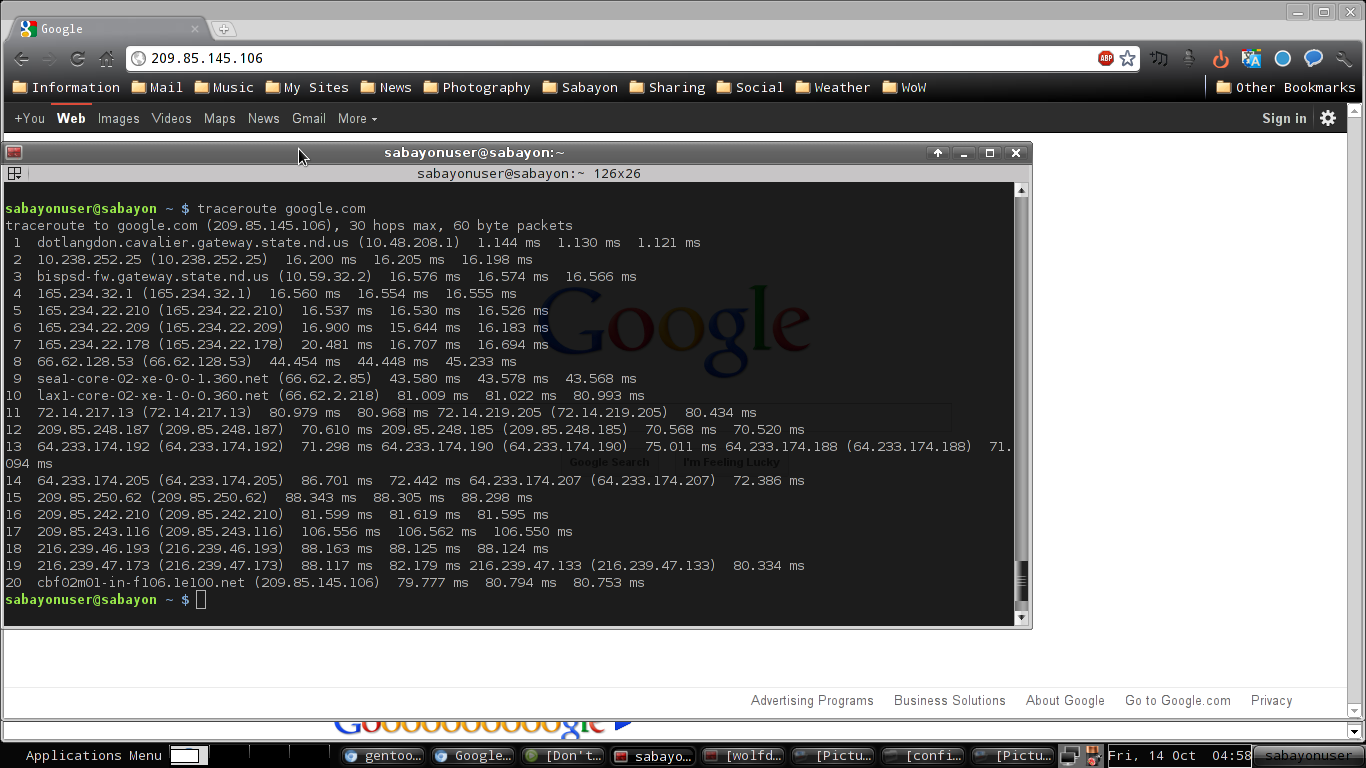 Google
209.85.145.106
ABP
Information Mail Music My Sites News Photography Sabayon Sharing Social Weather WoW Other Bookmarks
+You Web Images Videos Maps News Gmail More Sign in
sabayonuser@sabayon:~
sabayonuser@sabayon:~ 126x26
sabayonuser@sabayon ~ $ traceroute google.com
traceroute to google.com (209.85.145.106), 30 hops max, 60 byte packets
1 dotlangdon.cavalier.gateway.state.nd.us (10.48.208.1) 1.144 ms 1.130 ms 1.121 ms
2 10.238.252.25 (10.238.252.25) 16.200 ms 16.205 ms 16.198 ms
3 bispsd-fw.gateway.state.nd.us (10.59.32.2) 16.576 ms 16.574 ms 16.566 ms
4 165.234.32.1 (165.234.32.1) 16.560 ms 16.554 ms 16.555 ms
5 165.234.22.210 (165.234.22.210) 16.537 ms 16.530 ms 16.526 ms
6 165.234.22.209 (165.234.22.209) 16.900 ms 15.644 ms 16.183 ms
7 165.234.22.178 (165.234.22.178) 20.481 ms 16.707 ms 16.694 ms
8 66.62.128.53 (66.62.128.53) 44.454 ms 44.448 ms 45.233 ms
9 sea1-core-02-xe-0-0-1.360.net (66.62.2.85) 43.580 ms 43.578 ms 43.568 ms
10 lax1-core-02-xe-1-0-0.360.net (66.62.2.218) 81.009 ms 81.022 ms 80.993 ms
11 72.14.217.13 (72.14.217.13) 80.979 ms 80.968 ms 72.14.219.205 (72.14.219.205) 80.434 ms
12 209.85.248.187 (209.85.248.187) 70.610 ms 209.85.248.185 (209.85.248.185) 70.568 ms 70.520 ms
13 64.233.174.192 (64.233.174.192) 71.298 ms 64.233.174.190 (64.233.174.190) 75.011 ms 64.233.174.188 (64.233.174.188) 71.
094 ms
14 64.233.174.205 (64.233.174.205) 86.701 ms 72.442 ms 64.233.174.207 (64.233.174.207) 72.386 ms
15 209.85.250.62 (209.85.250.62) 88.343 ms 88.305 ms 88.298 ms
16 209.85.242.210 (209.85.242.210) 81.599 ms 81.619 ms 81.595 ms
17 209.85.243.116 (209.85.243.116) 106.556 ms 106.562 ms 106.550 ms
18 216.239.46.193 (216.239.46.193) 88.163 ms 88.125 ms 88.124 ms
19 216.239.47.173 (216.239.47.173) 88.117 ms 82.179 ms 216.239.47.133 (216.239.47.133) 80.334 ms
20 cbf02m01-in-f106.1e100.net (209.85.145.106) 79.777 ms 80.794 ms 80.753 ms
sabayonuser@sabayon ~ $
Google
Google Search I'm Feeling Lucky
Advertising Programs Business Solutions About Google Go to Google.com Privacy
Goooooooooogle
Applications Menu gentoo... Google... [Don't... sabayo... [wolfd... [Pictu... [confi... [Pictu... Fri, 14 Oct 04:58 sabayonuser